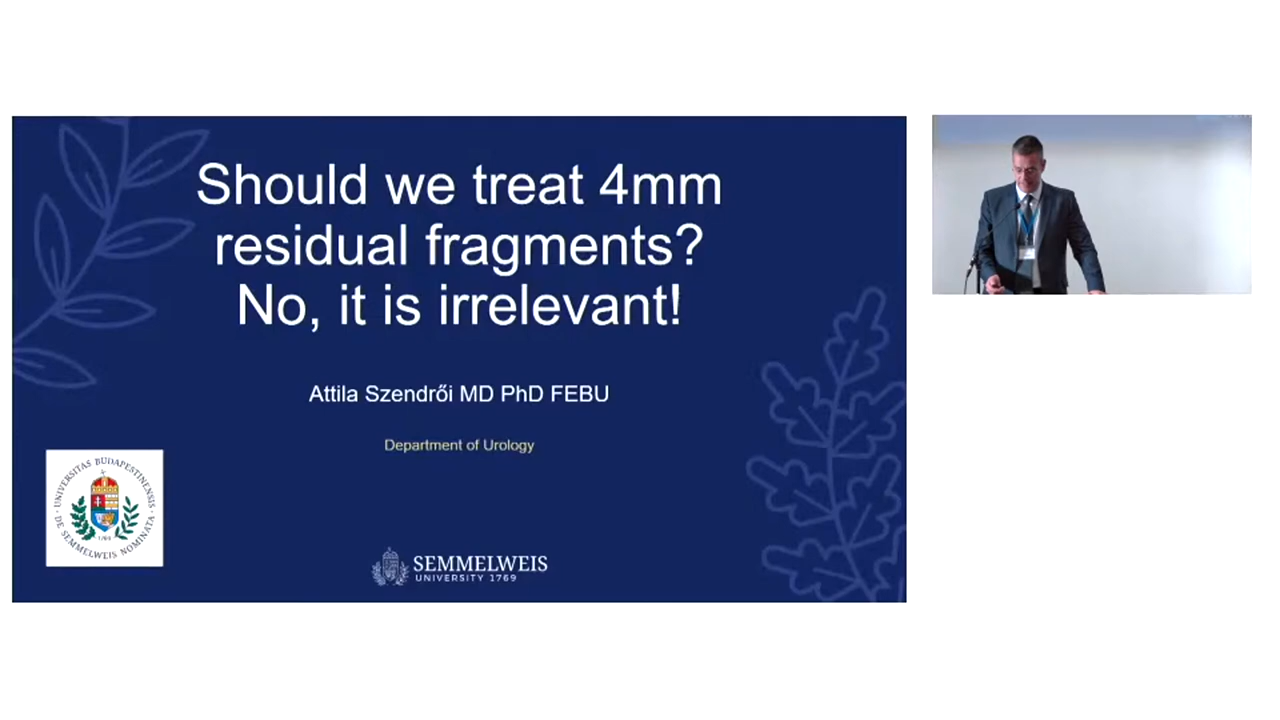 Should we treat 4mm
residual fragments?
No, it is irrelevant!
Attila Szendrői MD PhD FEBU
Department of Urology
UNIVERSITAS BUDAPESTINENSIS
DE SEMMELWEIS NOMINATA
1769
SEMMELWEIS
UNIVERSITY 1769